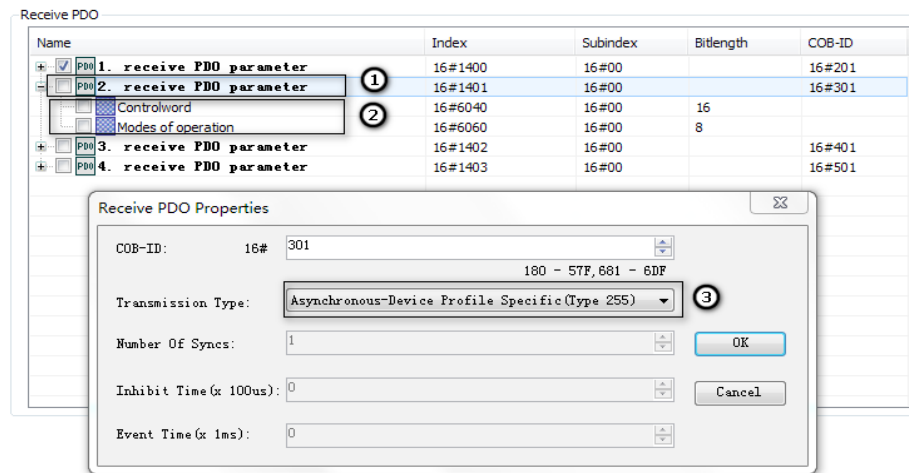 Receive PDO
Name Index Subindex Bitlength COB-ID
PDO 1. receive PDO parameter 16#1400 16#00 16#201
PDO 2. receive PDO parameter 16#1401 16#00 16#301
1
Controlword 16#6040 16#00 16
2
Modes of operation 16#6060 16#00 8
PDO 3. receive PDO parameter 16#1402 16#00 16#401
PDO 4. receive PDO parameter 16#1403 16#00 16#501
Receive PDO Properties
COB-ID: 16# 301
180 - 57F,681 - 6DF
Transmission Type: Asynchronous-Device Profile Specific(Type 255) 3
Number Of Syncs: 1 OK
Inhibit Time(x 100us): 0 Cancel
Event Time(x 1ms): 0